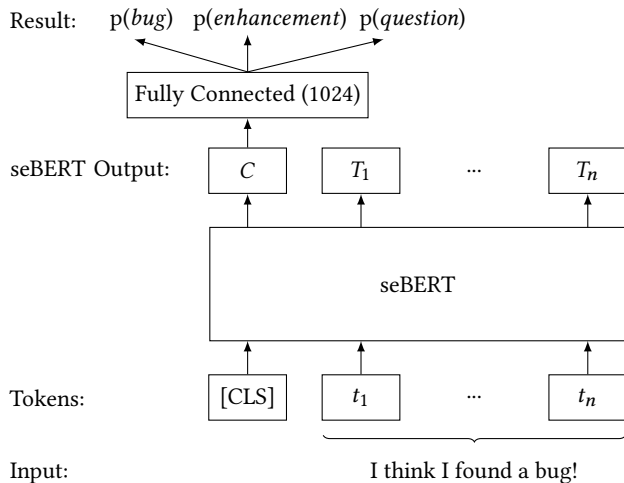 Result: p(bug) p(enhancement) p(question)
Fully Connected (1024)
seBERT Output: C T1 ... Tn
seBERT
Tokens: [CLS] t1 ... tn
Input: I think I found a bug!